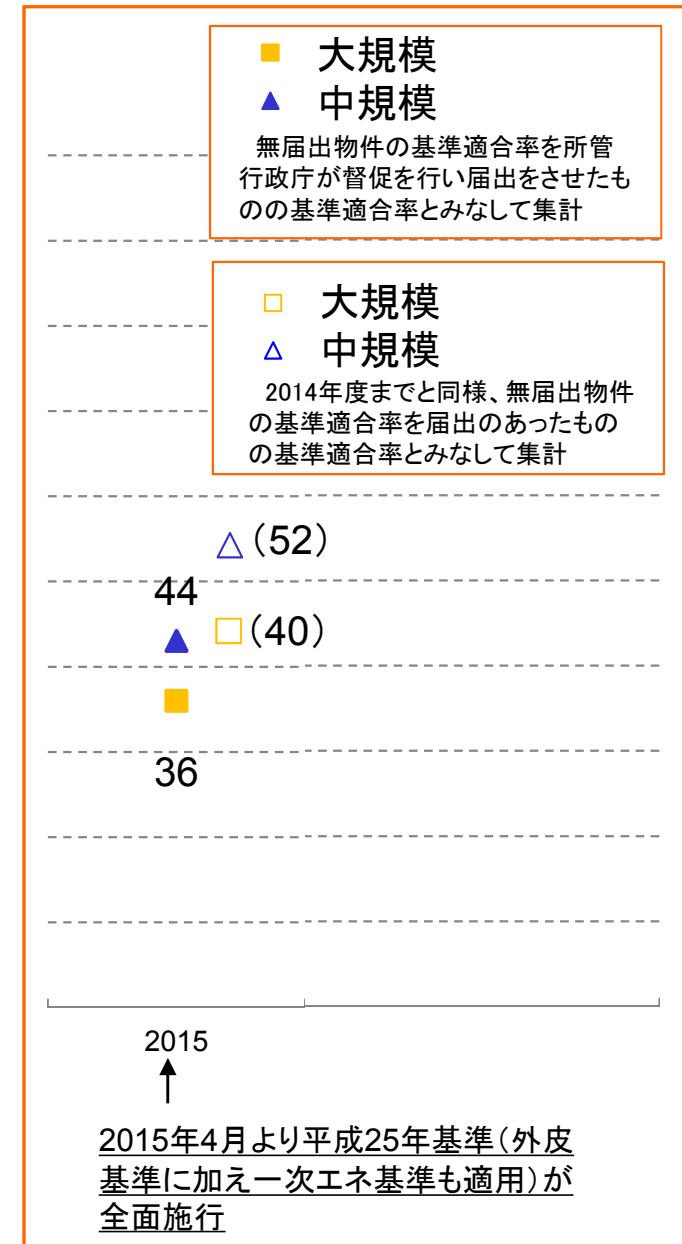 大規模
中規模
無届出物件の基準適合率を所管
行政庁が督促を行い届出をさせたも
のの基準適合率とみなして集計
大規模
中規模
2014年度までと同様、無届出物件
の基準適合率を届出のあったもの
の基準適合率とみなして集計
(52)
44
(40)
36
2015
2015年4月より平成25年基準(外皮
基準に加え一次エネ基準も適用)が
全面施行